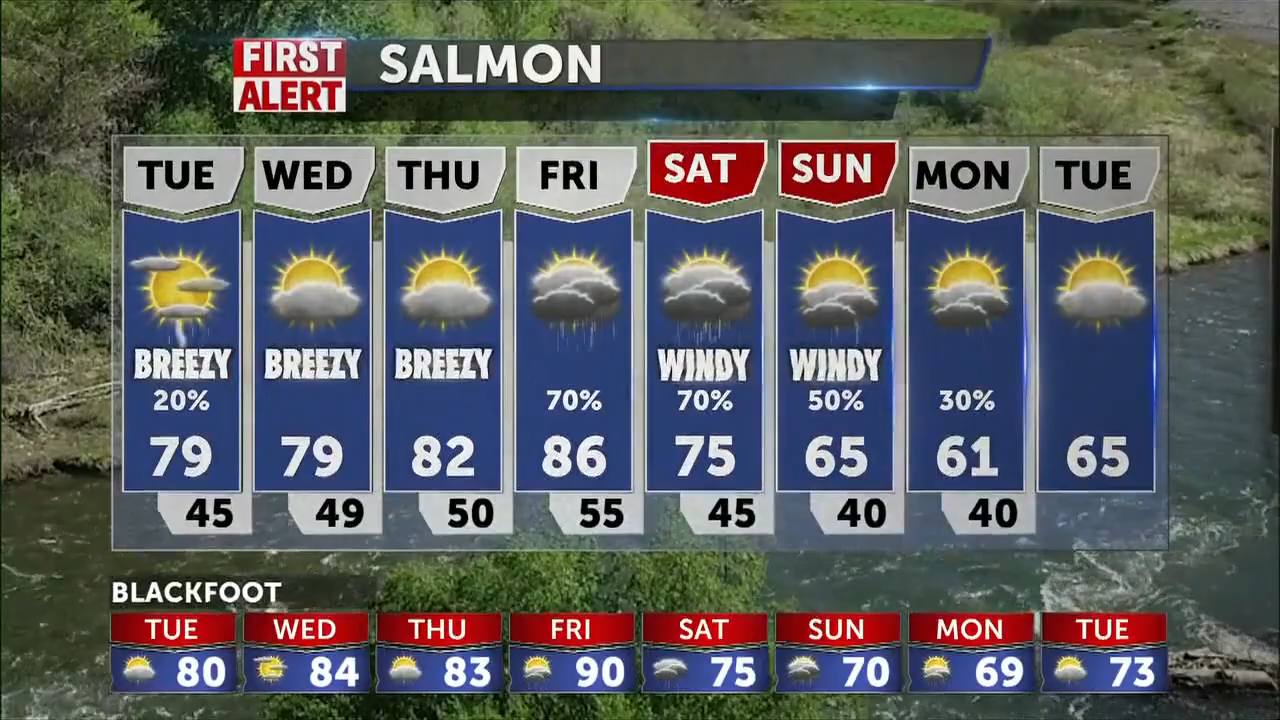 FIRST
ALERT
SALMON
TUE WED THU FRI SAT SUN MON TUE
BREEZY BREEZY BREEZY WINDY WINDY
20% 70% 70% 50% 30%
79 79 82 86 75 65 61 65
45 49 50 55 45 40 40
BLACKFOOT
TUE WED THU FRI SAT SUN MON TUE
80 84 83 90 75 70 69 73